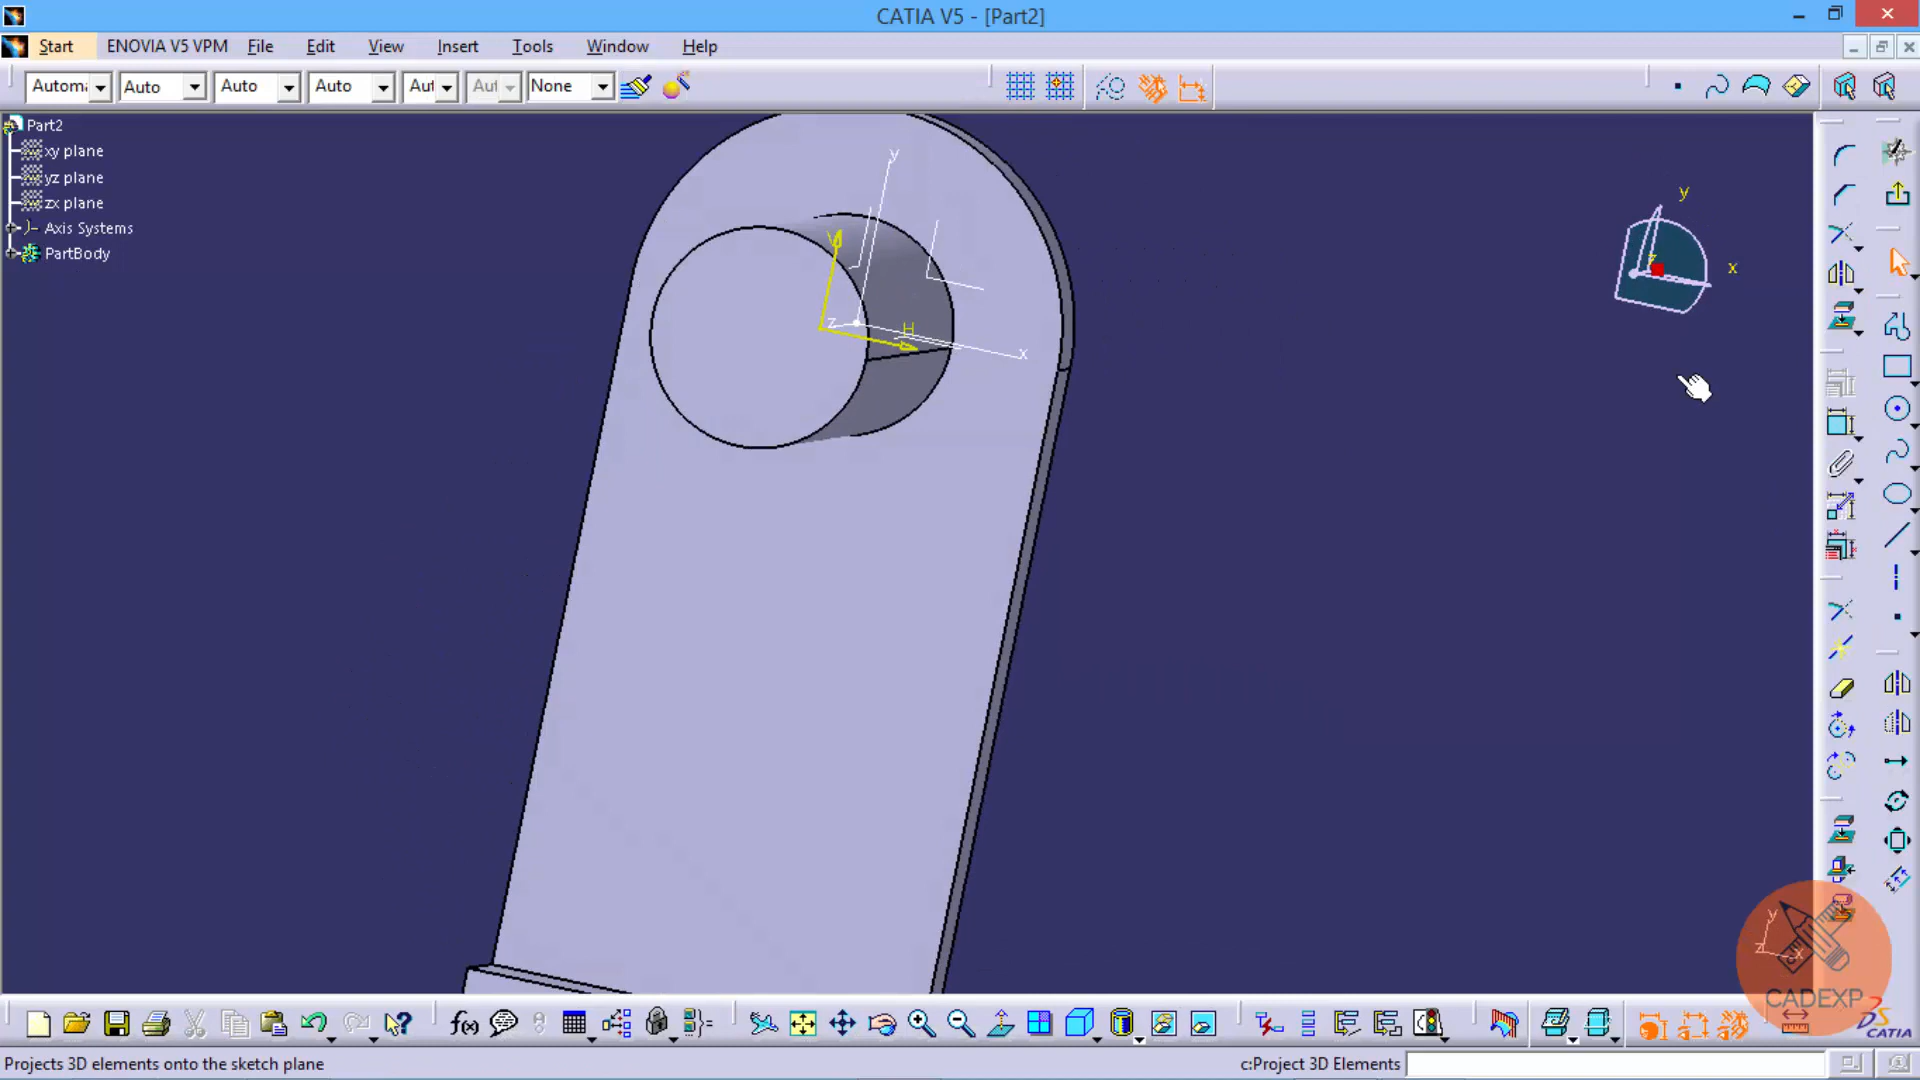 CATIA V5 - [Part2]
Start ENOVIA V5 VPM File Edit View Insert Tools Window Help
Auto Auto Auto None
Part2
xy plane
yz plane
zx plane
Axis Systems
PartBody
y
V
z
H
x
y
z
x
y
z
x
CADEXP
CATIA
f(x)
Projects 3D elements onto the sketch plane
c:Project 3D Elements